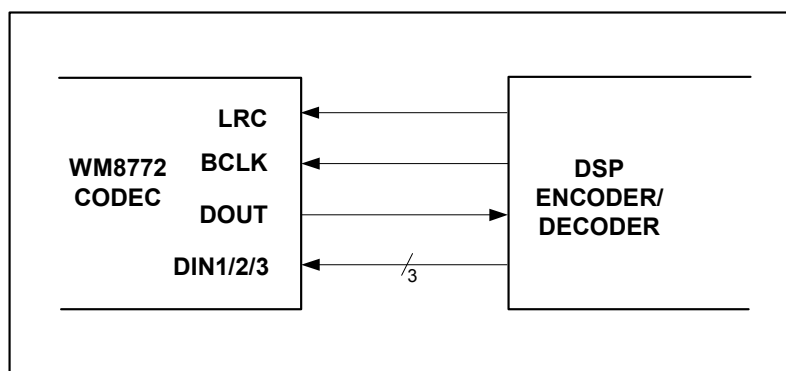 LRC
WM8772
CODEC
BCLK
DOUT
DIN1/2/3
3
DSP
ENCODER/
DECODER